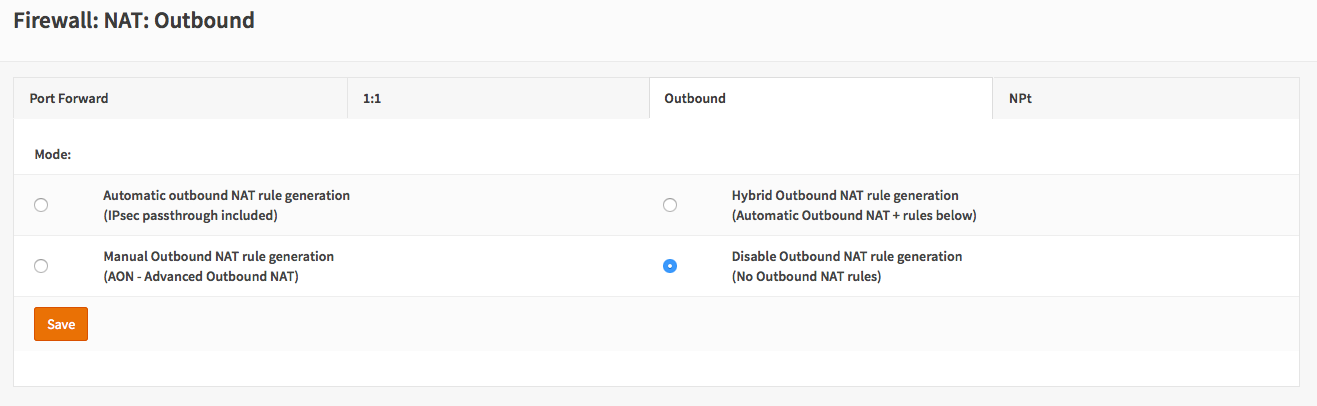 Firewall: NAT: Outbound
Port Forward
1:1
Outbound
NPt
Mode:
Automatic outbound NAT rule generation
(IPsec passthrough included)
Hybrid Outbound NAT rule generation
(Automatic Outbound NAT + rules below)
Manual Outbound NAT rule generation
(AON - Advanced Outbound NAT)
Disable Outbound NAT rule generation
(No Outbound NAT rules)
Save